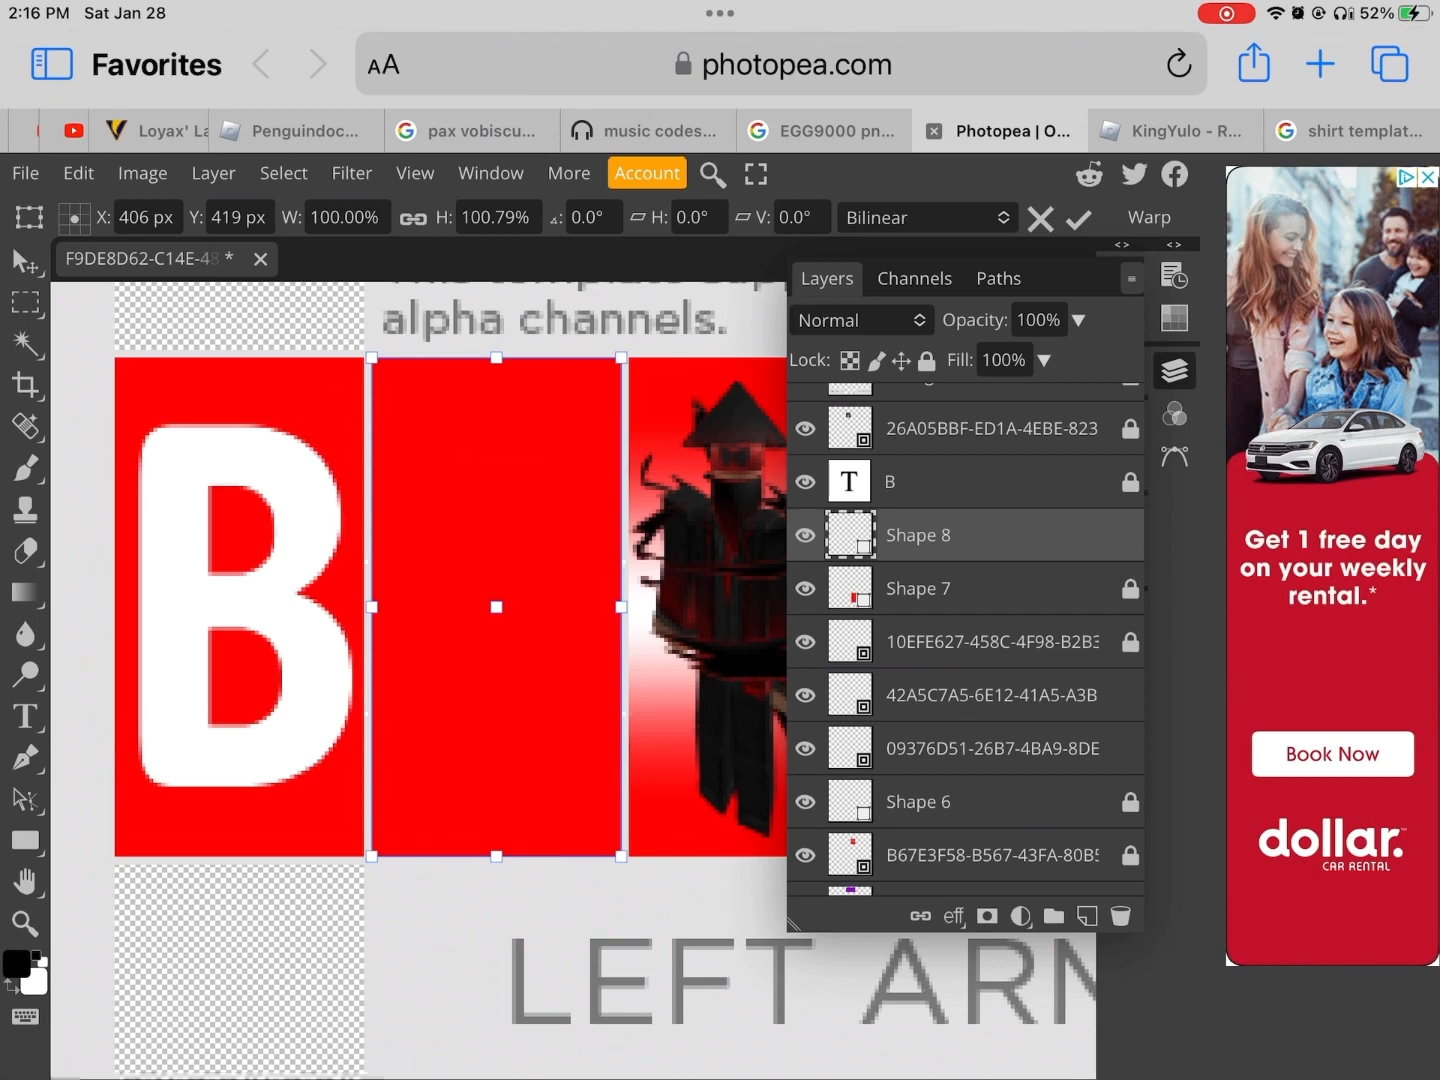 2:16 PM Sat Jan 28
52%
Favorites
AA
photopea.com
Loyax' La
Penguindoc...
pax vobiscu...
music codes...
EGG9000 pn...
Photopea | O...
KingYulo - R...
shirt templat...
File Edit Image Layer Select Filter View Window More Account
X: 406 px Y: 419 px W: 100.00% H: 100.79% 0.0° H: 0.0° V: 0.0° Bilinear Warp
F9DE8D62-C14E-48 *
alpha channels.
B
LEFT ARM
Layers Channels Paths
Normal Opacity: 100%
Lock: Fill: 100%
26A05BBF-ED1A-4EBE-823
T B
Shape 8
Shape 7
10EFE627-458C-4F98-B2B3
42A5C7A5-6E12-41A5-A3B
09376D51-26B7-4BA9-8DE
Shape 6
B67E3F58-B567-43FA-80B5
eff
Get 1 free day
on your weekly
rental.*
Book Now
dollar.
CAR RENTAL